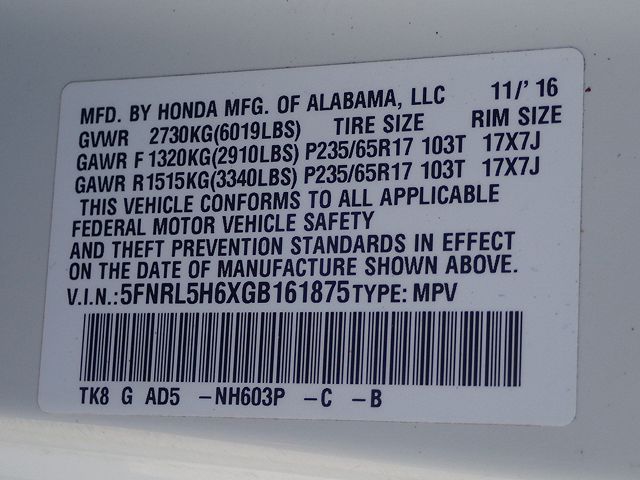 MFD. BY HONDA MFG. OF ALABAMA, LLC 11/' 16
GVWR 2730KG(6019LBS) TIRE SIZE RIM SIZE
GAWR F 1320KG(2910LBS) P235/65R17 103T 17X7J
GAWR R1515KG(3340LBS) P235/65R17 103T 17X7J
THIS VEHICLE CONFORMS TO ALL APPLICABLE
FEDERAL MOTOR VEHICLE SAFETY
AND THEFT PREVENTION STANDARDS IN EFFECT
ON THE DATE OF MANUFACTURE SHOWN ABOVE.
V.I.N.:5FNRL5H6XGB161875TYPE: MPV
TK8 G AD5 -NH603P -C -B